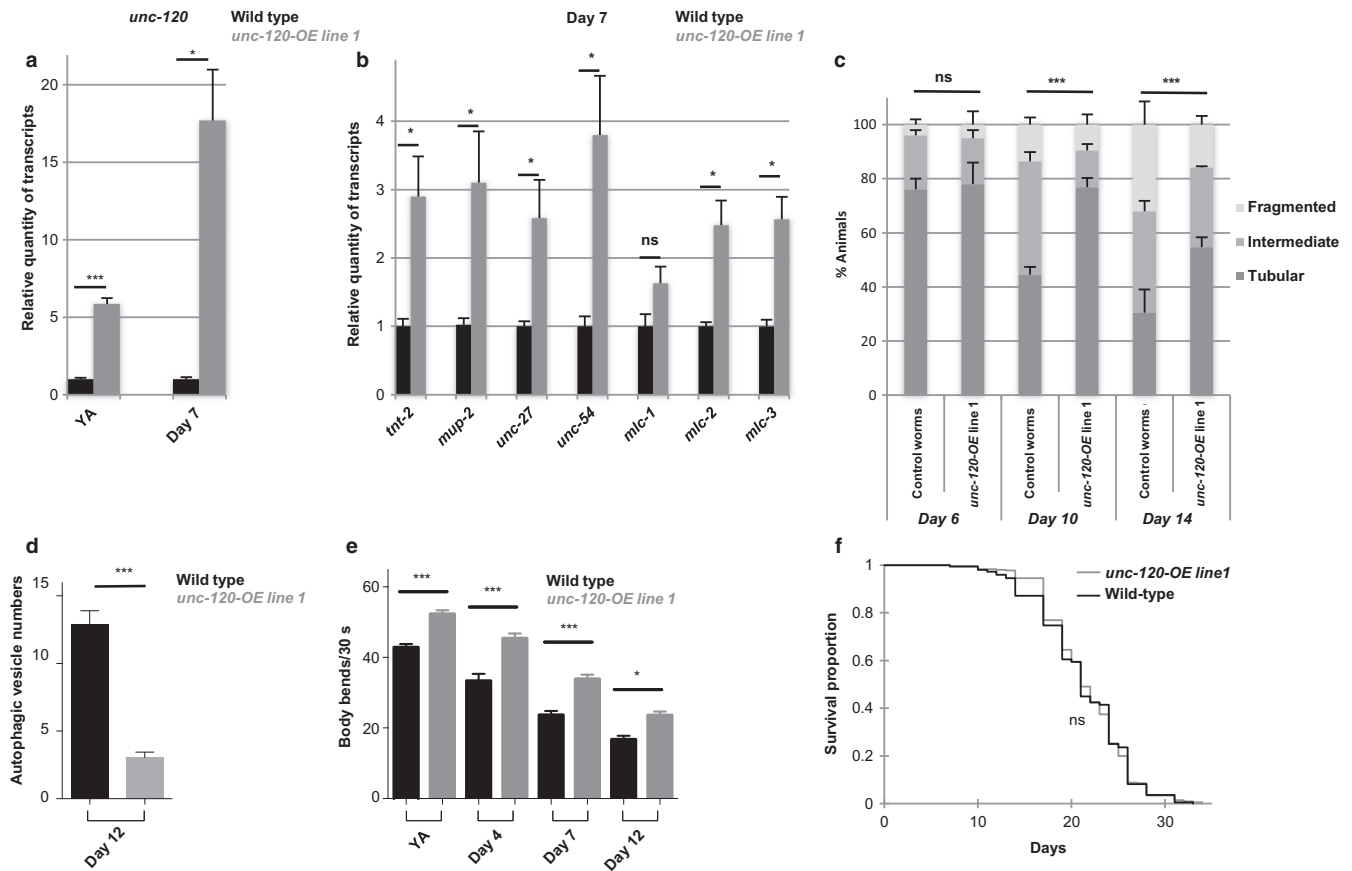 unc-120
Wild type
unc-120-OE line 1
a
Relative quantity of transcripts
20
15
10
5
0
***
*
YA
Day 7
Day 7
Wild type
unc-120-OE line 1
b
Relative quantity of transcripts
4
3
2
1
0
*
*
*
*
ns
*
*
tnt-2
mup-2
unc-27
unc-54
mlc-1
mlc-2
mlc-3
c
ns
***
***
% Animals
100
80
60
40
20
0
Fragmented
Intermediate
Tubular
Control worms
unc-120-OE line 1
Control worms
unc-120-OE line 1
Control worms
unc-120-OE line 1
Day 6
Day 10
Day 14
d
Autophagic vesicle numbers
15
10
5
0
***
Wild type
unc-120-OE line 1
Day 12
e
Body bends/30 s
60
40
20
0
***
***
***
*
Wild type
unc-120-OE line 1
YA
Day 4
Day 7
Day 12
f
Survival proportion
1
0.8
0.6
0.4
0.2
0
unc-120-OE line1
Wild-type
ns
0
10
20
30
Days